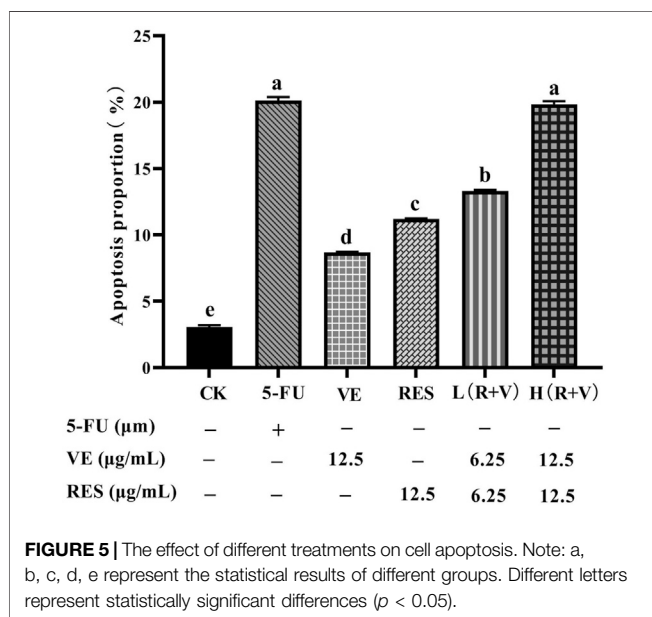 25
20
15
10
5
0
Apoptosis proportion（%）
a
a
b
c
d
e
CK 5-FU VE RES L（R+V） H（R+V）
5-FU (μm) – + – – – –
VE (μg/mL) – – 12.5 – 6.25 12.5
RES (μg/mL) – – – 12.5 6.25 12.5
FIGURE 5 | The effect of different treatments on cell apoptosis. Note: a,
b, c, d, e represent the statistical results of different groups. Different letters
represent statistically significant differences (p < 0.05).